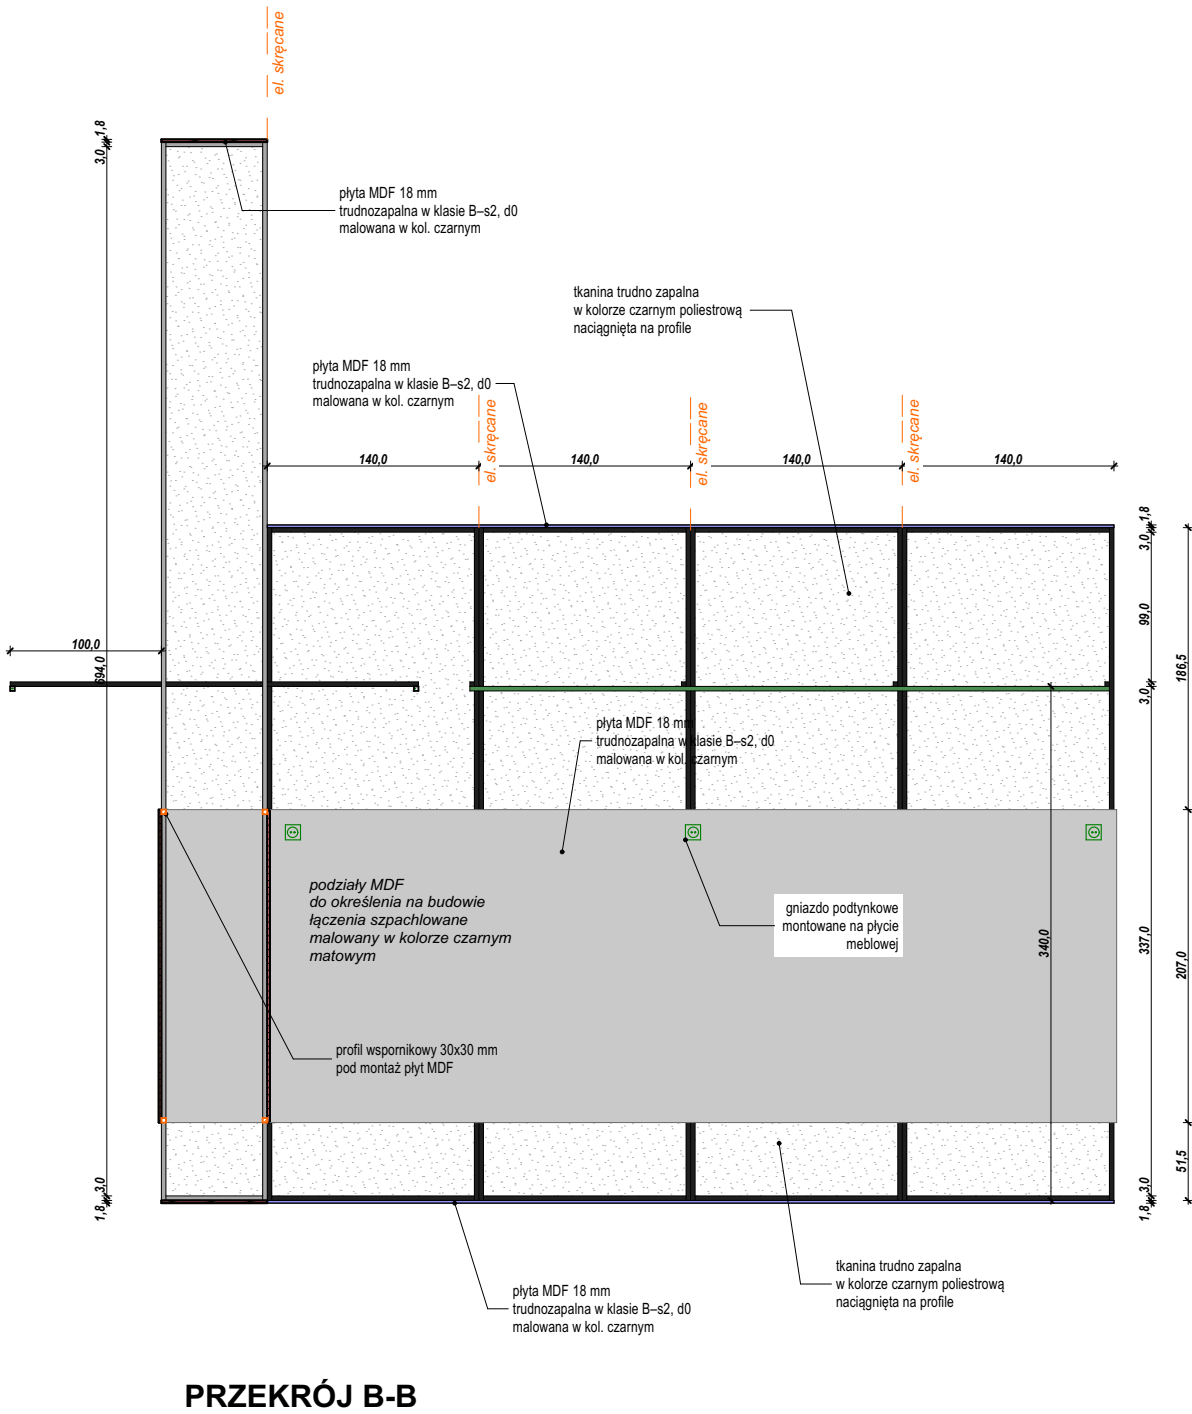 el. skręcane
1,8
3,0
płyta MDF 18 mm
trudnozapalna w klasie B–s2, d0
malowana w kol. czarnym
tkanina trudno zapalna
w kolorze czarnym poliestrową
naciągnięta na profile
płyta MDF 18 mm
trudnozapalna w klasie B–s2, d0
malowana w kol. czarnym
el. skręcane
el. skręcane
el. skręcane
140,0
140,0
140,0
140,0
1,8
3,0
99,0
186,5
100,0
694,0
3,0
płyta MDF 18 mm
trudnozapalna w klasie B–s2, d0
malowana w kol. czarnym
podziały MDF
do określenia na budowie
łączenia szpachlowane
malowany w kolorze czarnym
matowym
gniazdo podtynkowe
montowane na płycie
meblowej
340,0
337,0
207,0
profil wspornikowy 30x30 mm
pod montaż płyt MDF
51,5
3,0
1,8
3,0
1,8
tkanina trudno zapalna
w kolorze czarnym poliestrową
naciągnięta na profile
płyta MDF 18 mm
trudnozapalna w klasie B–s2, d0
malowana w kol. czarnym
PRZEKRÓJ B-B